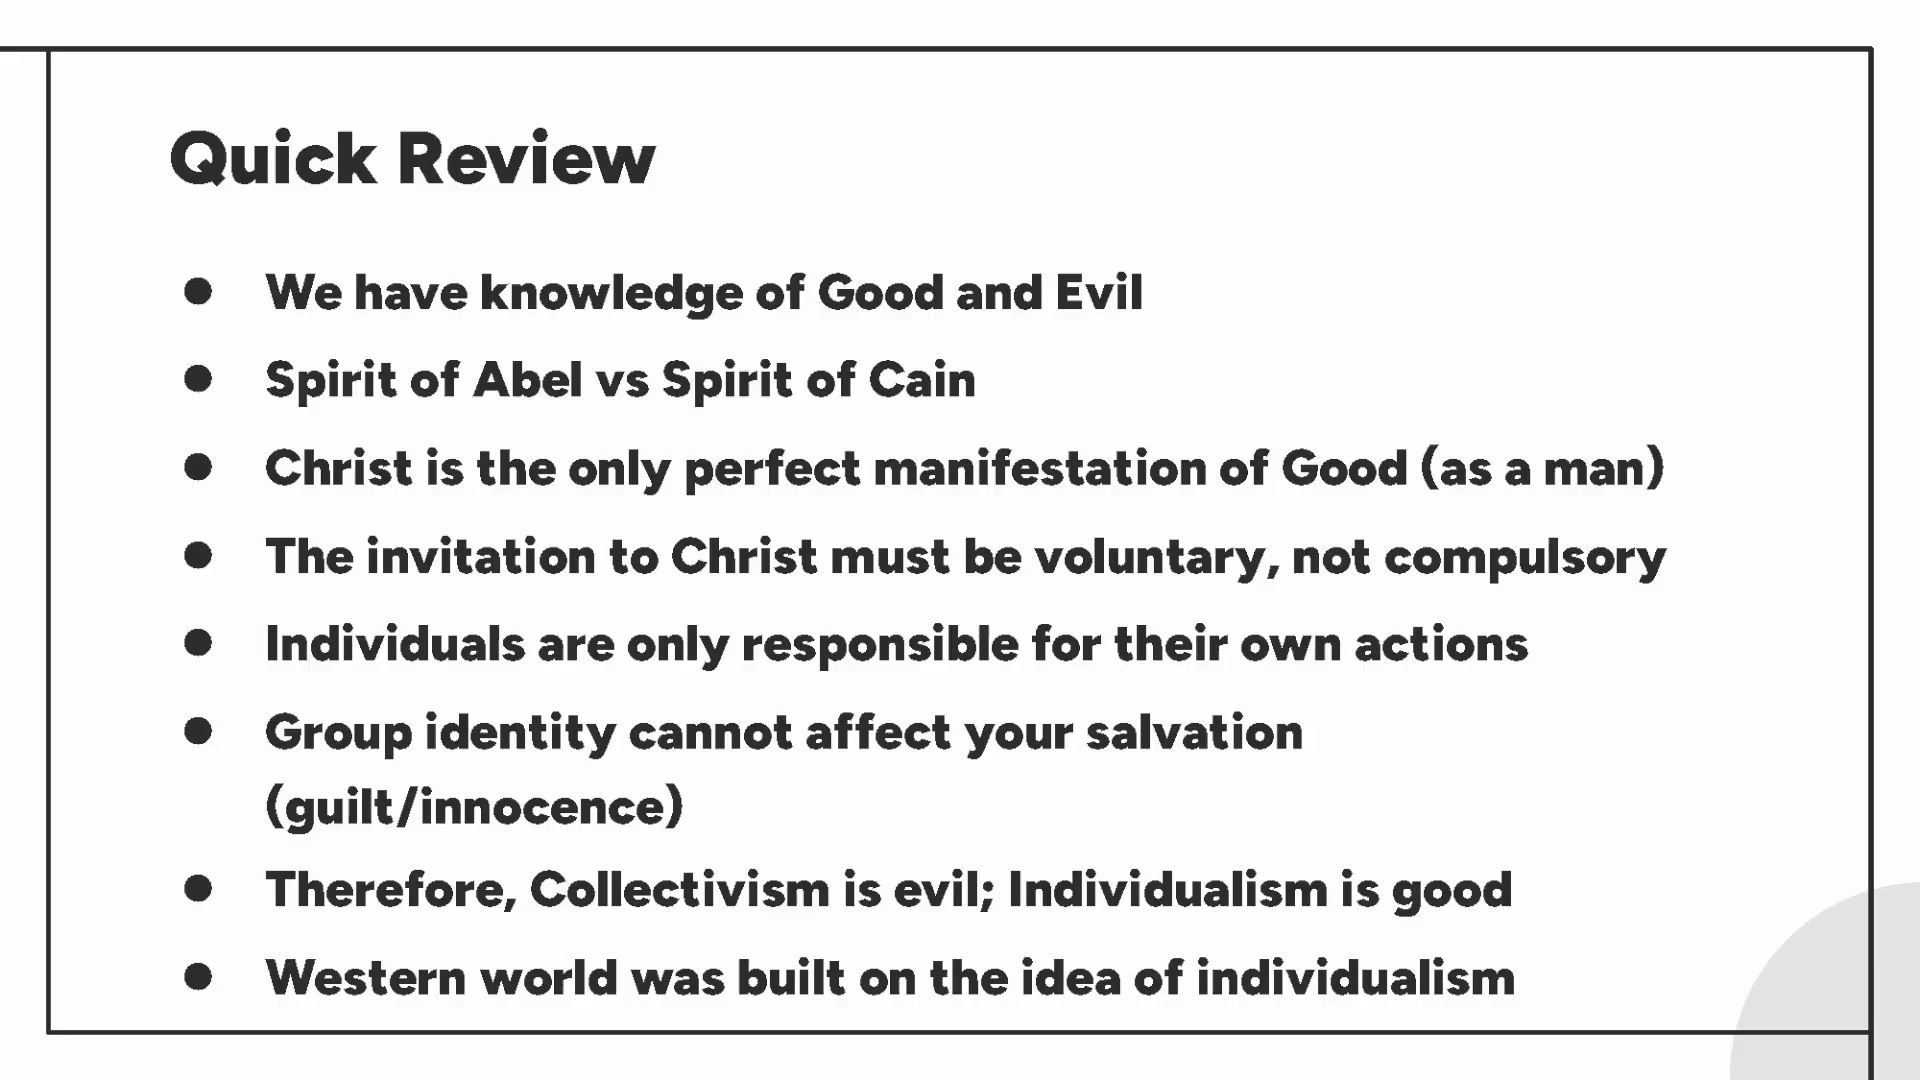 Quick Review
● We have knowledge of Good and Evil
● Spirit of Abel vs Spirit of Cain
● Christ is the only perfect manifestation of Good (as a man)
● The invitation to Christ must be voluntary, not compulsory
● Individuals are only responsible for their own actions
● Group identity cannot affect your salvation
(guilt/innocence)
● Therefore, Collectivism is evil; Individualism is good
● Western world was built on the idea of individualism